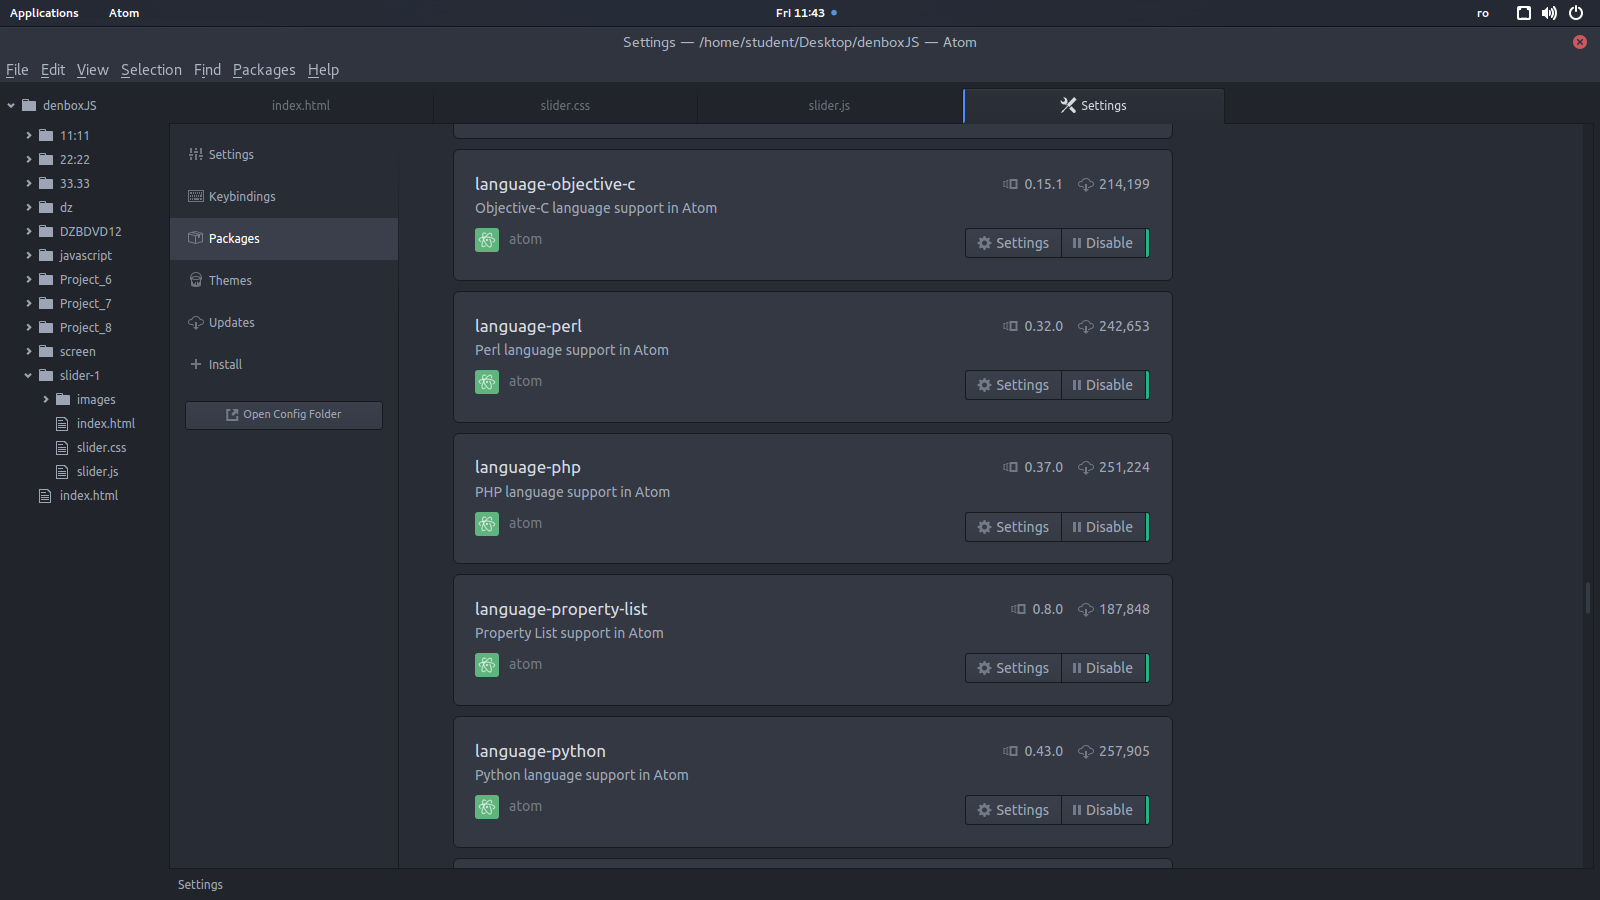 Applications Atom Fri 11:43 ro
Settings — /home/student/Desktop/denboxJS — Atom
File Edit View Selection Find Packages Help
denboxJS
11:11
22:22
33.33
dz
DZBDVD12
javascript
Project_6
Project_7
Project_8
screen
slider-1
images
index.html
slider.css
slider.js
index.html
index.html slider.css slider.js Settings
Settings
Keybindings
Packages
Themes
Updates
Install
Open Config Folder
language-objective-c 0.15.1 214,199
Objective-C language support in Atom
atom Settings Disable
language-perl 0.32.0 242,653
Perl language support in Atom
atom Settings Disable
language-php 0.37.0 251,224
PHP language support in Atom
atom Settings Disable
language-property-list 0.8.0 187,848
Property List support in Atom
atom Settings Disable
language-python 0.43.0 257,905
Python language support in Atom
atom Settings Disable
Settings